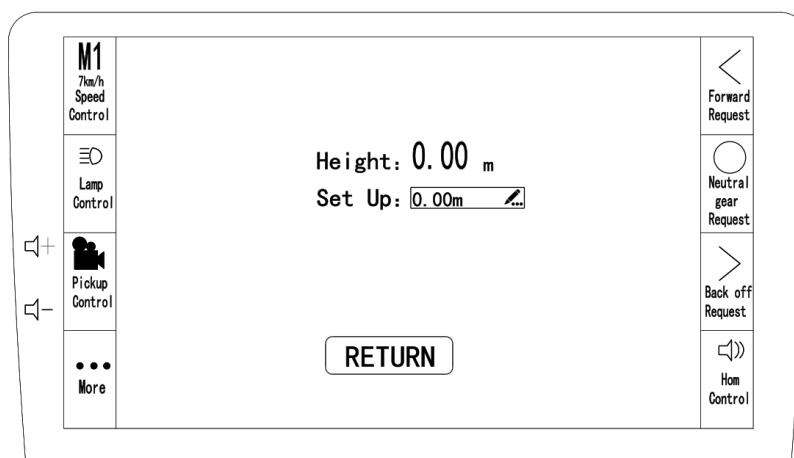 M1
7km/h
Speed
Control
Lamp
Control
Pickup
Control
More
Height: 0.00 m
Set Up: 0.00m
RETURN
Forward
Request
Neutral
gear
Request
Back off
Request
Hom
Control